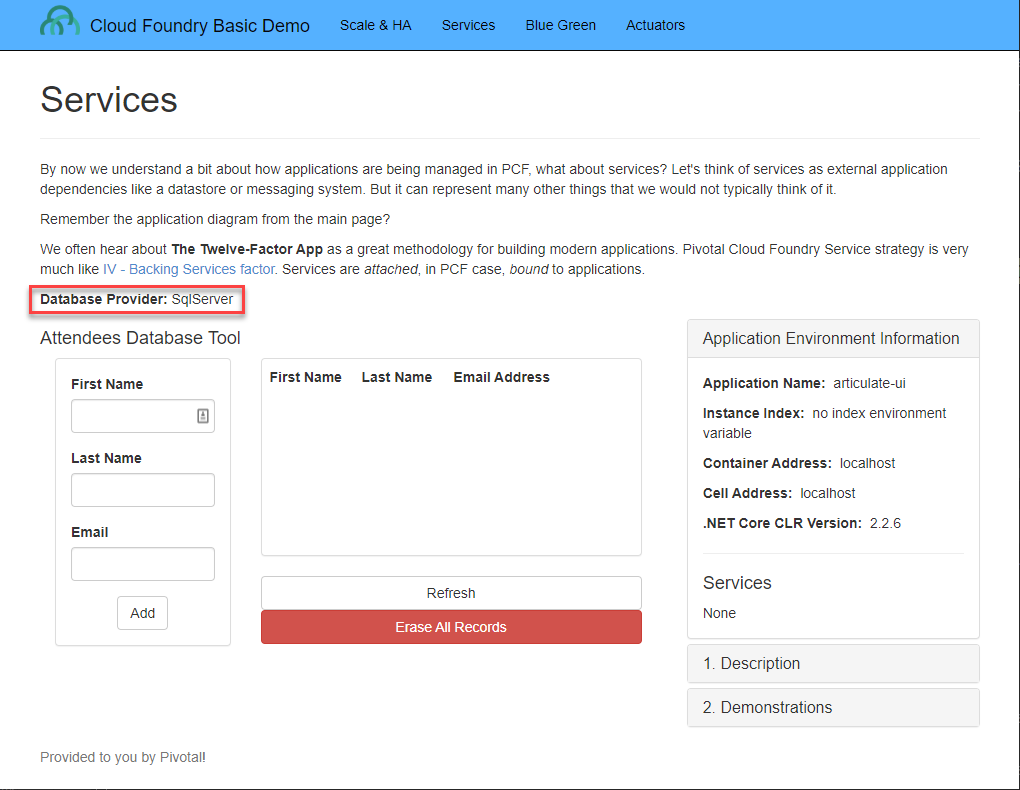 Cloud Foundry Basic Demo Scale & HA Services Blue Green Actuators
Services
By now we understand a bit about how applications are being managed in PCF, what about services? Let's think of services as external application
dependencies like a datastore or messaging system. But it can represent many other things that we would not typically think of it.
Remember the application diagram from the main page?
We often hear about The Twelve-Factor App as a great methodology for building modern applications. Pivotal Cloud Foundry Service strategy is very
much like IV - Backing Services factor. Services are attached, in PCF case, bound to applications.
Database Provider: SqlServer
Attendees Database Tool
First Name
Last Name
Email
Add
First Name Last Name Email Address
Refresh
Erase All Records
Application Environment Information
Application Name: articulate-ui
Instance Index: no index environment
variable
Container Address: localhost
Cell Address: localhost
.NET Core CLR Version: 2.2.6
Services
None
1. Description
2. Demonstrations
Provided to you by Pivotal!